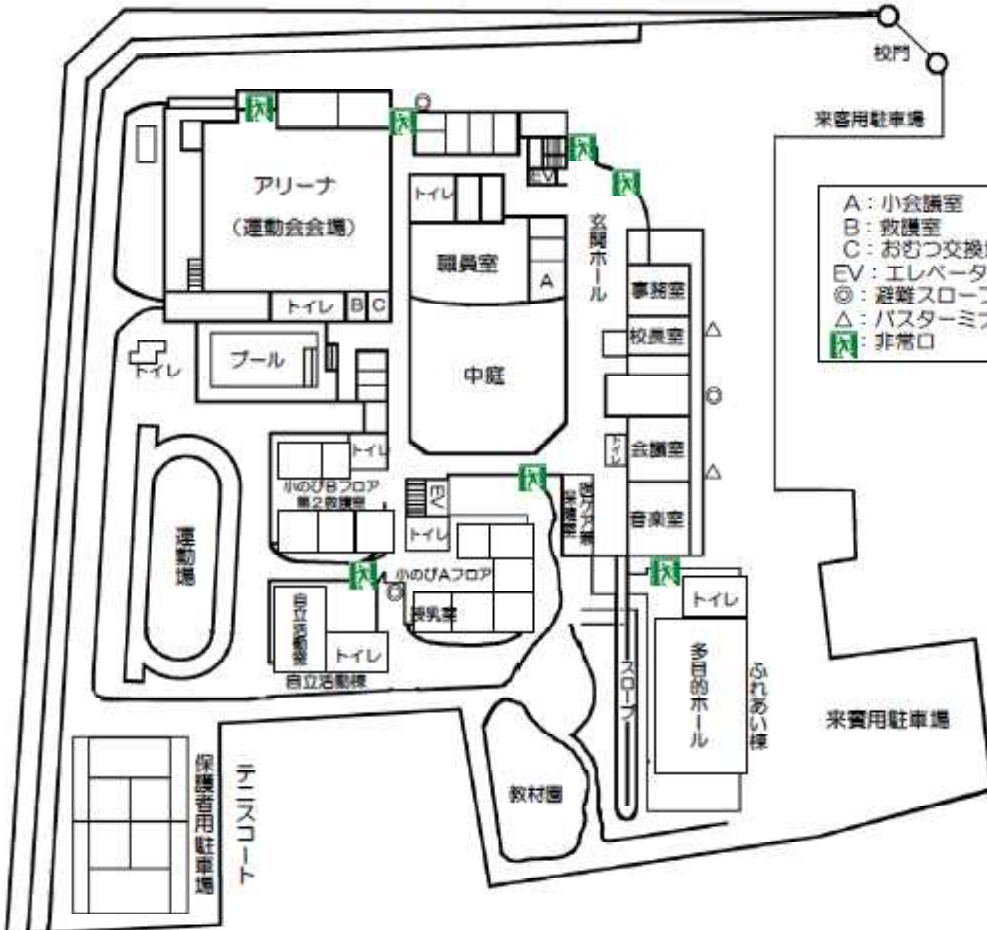 校門
来客用駐車場
A：小会議室
B：救護室
C：おむつ交換
EV：エレベータ
◎：避難スロープ
△：バスターミナ
：非常口
アリーナ
（運動会会場）
トイレ
B
C
EV
トイレ
職員室
A
玄関ホール
事務室
校長室
△
◎
△
会議室
トイレ
音楽室
プール
トイレ
中庭
トイレ
小のびBフロア
第2救護室
EV
トイレ
小のびAフロア
授乳室
運動場
自立活動室
トイレ
自立活動棟
◎
◎
トイレ
多目的ホール
ふれあい棟
スロープ
来賓用駐車場
教材園
テニスコート
保護者用駐車場